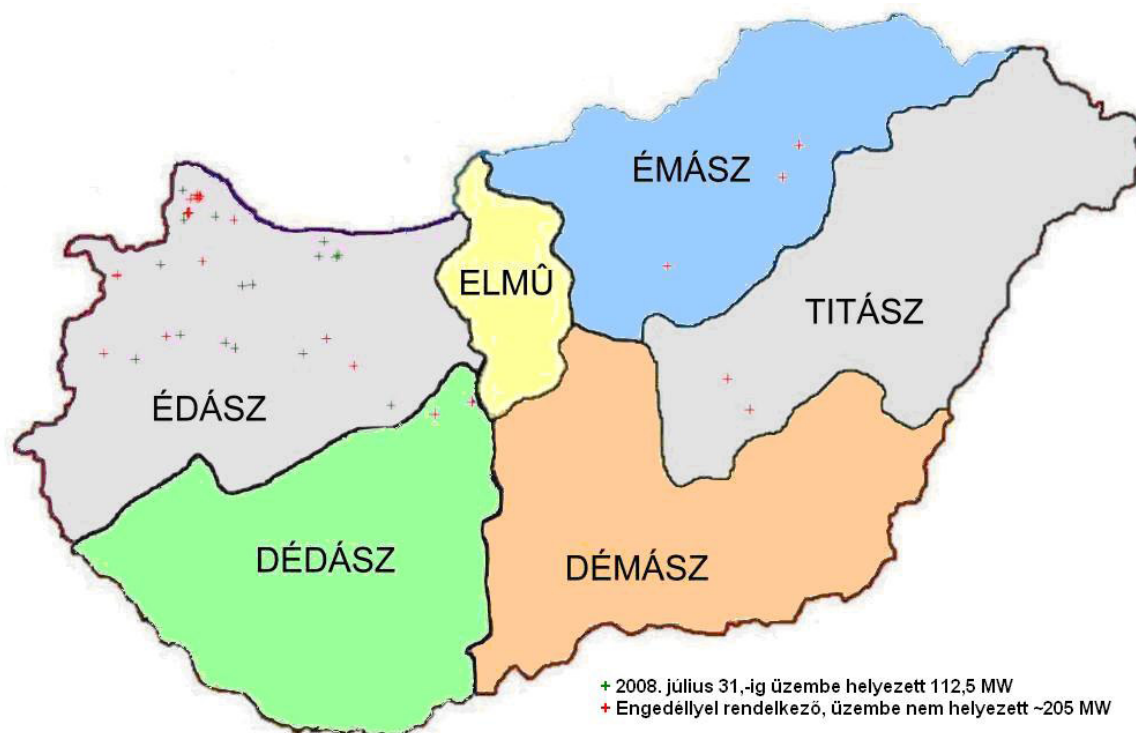 ÉMÁSZ
ELMÛ
TITÁSZ
ÉDÁSZ
DÉDÁSZ
DÉMÁSZ
+ 2008. július 31,-ig üzembe helyezett 112,5 MW
+ Engedéllyel rendelkező, üzembe nem helyezett ~205 MW